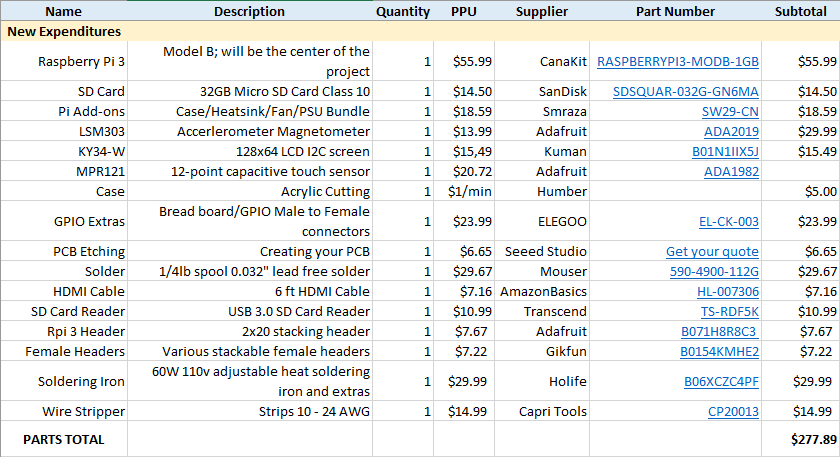 Name Description Quantity PPU Supplier Part Number Subtotal
New Expenditures
Raspberry Pi 3 Model B; will be the center of the project 1 $55.99 CanaKit RASPBERRYPI3-MODB-1GB $55.99
SD Card 32GB Micro SD Card Class 10 1 $14.50 SanDisk SDSQUAR-032G-GN6MA $14.50
Pi Add-ons Case/Heatsink/Fan/PSU Bundle 1 $18.59 Smraza SW29-CN $18.59
LSM303 Accerlerometer Magnetometer 1 $13.99 Adafruit ADA2019 $29.99
KY34-W 128x64 LCD I2C screen 1 $15,49 Kuman B01N1IIX5J $15.49
MPR121 12-point capacitive touch sensor 1 $20.72 Adafruit ADA1982
Case Acrylic Cutting 1 $1/min Humber $5.00
GPIO Extras Bread board/GPIO Male to Female connectors 1 $23.99 ELEGOO EL-CK-003 $23.99
PCB Etching Creating your PCB 1 $6.65 Seeed Studio Get your quote $6.65
Solder 1/4lb spool 0.032" lead free solder 1 $29.67 Mouser 590-4900-112G $29.67
HDMI Cable 6 ft HDMI Cable 1 $7.16 AmazonBasics HL-007306 $7.16
SD Card Reader USB 3.0 SD Card Reader 1 $10.99 Transcend TS-RDF5K $10.99
Rpi 3 Header 2x20 stacking header 1 $7.67 Adafruit B071H8R8C3 $7.67
Female Headers Various stackable female headers 1 $7.22 Gikfun B0154KMHE2 $7.22
Soldering Iron 60W 110v adjustable heat soldering iron and extras 1 $29.99 Holife B06XCZC4PF $29.99
Wire Stripper Strips 10 - 24 AWG 1 $14.99 Capri Tools CP20013 $14.99
PARTS TOTAL $277.89